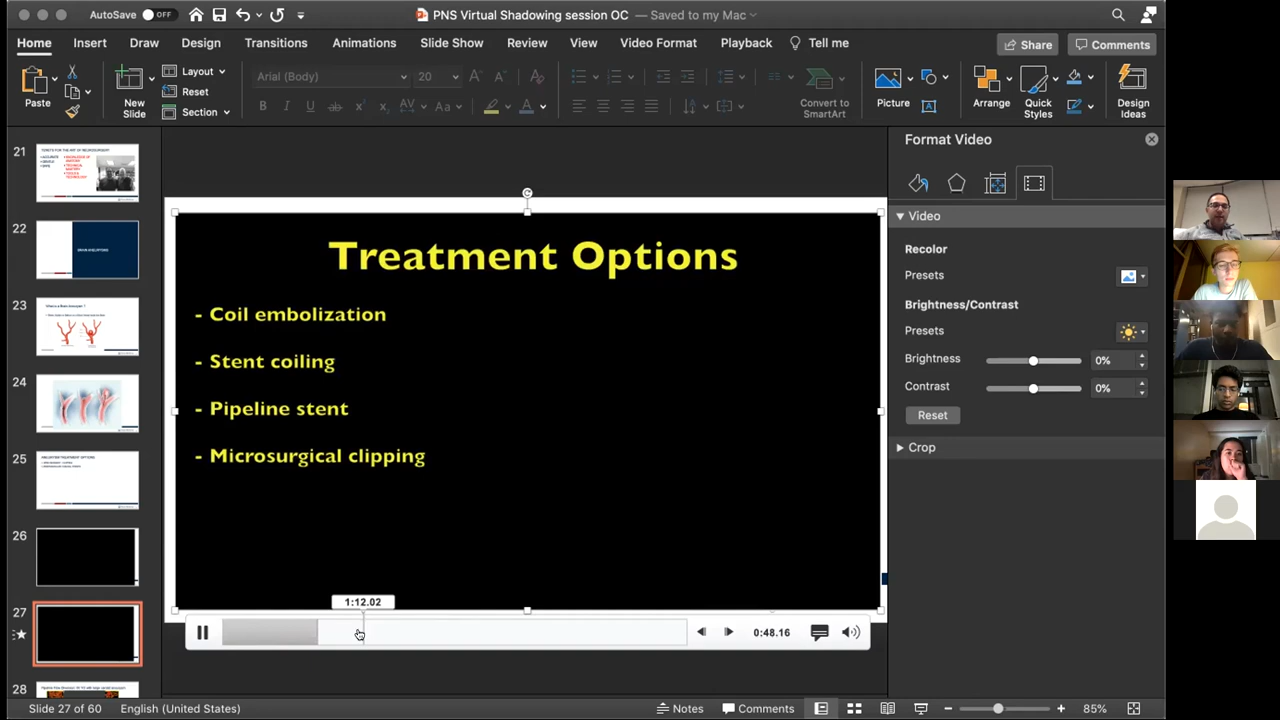 AutoSave OFF
PNS Virtual Shadowing session OC — Saved to my Mac
Home Insert Draw Design Transitions Animations Slide Show Review View Video Format Playback Tell me Share Comments
Paste
New Slide
Layout
Reset
Section
Arial (Body) 20
Convert to SmartArt
Picture
Arrange
Quick Styles
Design Ideas
21
22
23
24
25
26
27
28
Treatment Options
- Coil embolization
- Stent coiling
- Pipeline stent
- Microsurgical clipping
1:12.02
0:48.16
Format Video
Video
Recolor
Presets
Brightness/Contrast
Presets
Brightness 0%
Contrast 0%
Reset
Crop
Slide 27 of 60 English (United States) Notes Comments 85%